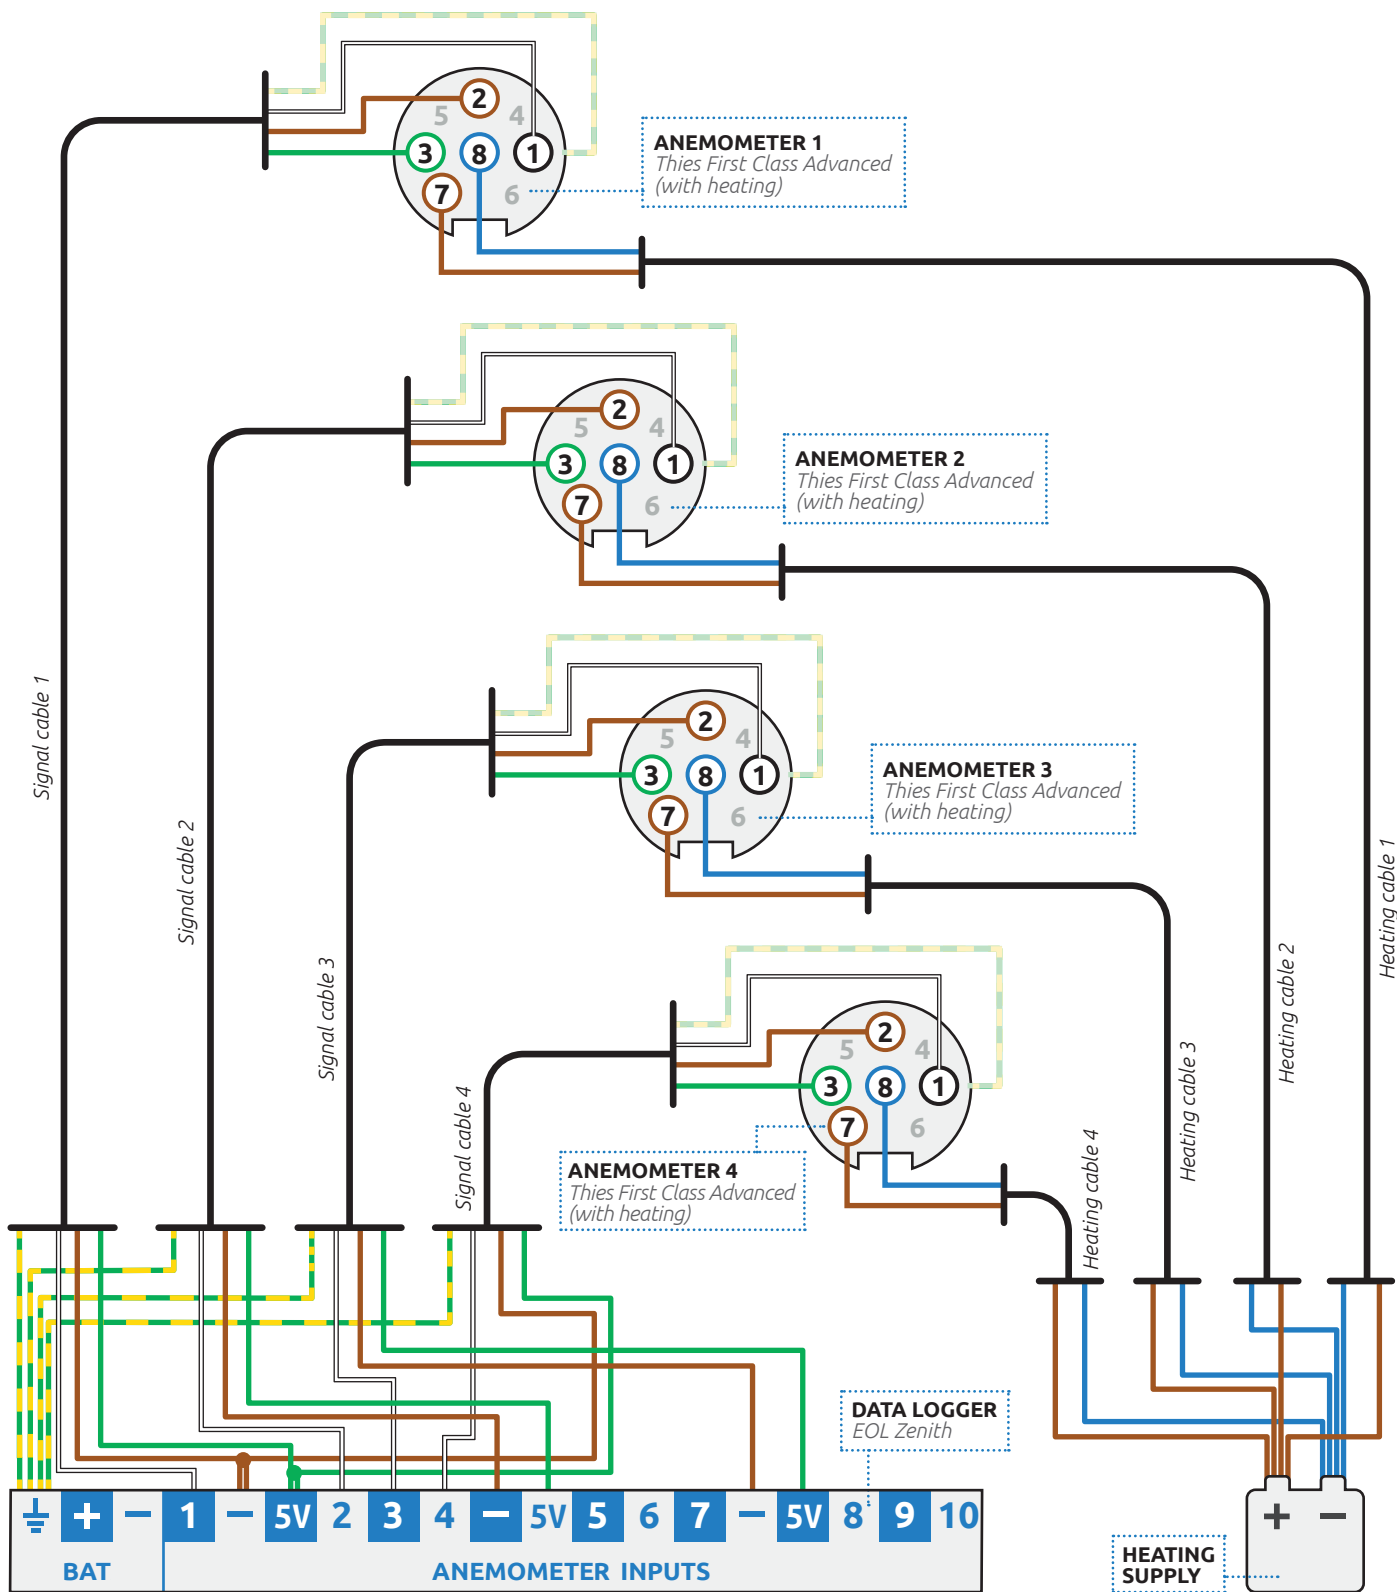 2
5
4
3
8
1
7
6
ANEMOMETER 1
Thies First Class Advanced
(with heating)
2
5
4
3
8
1
7
6
ANEMOMETER 2
Thies First Class Advanced
(with heating)
2
5
4
3
8
1
7
6
ANEMOMETER 3
Thies First Class Advanced
(with heating)
2
5
4
3
8
1
7
6
ANEMOMETER 4
Thies First Class Advanced
(with heating)
Signal cable 1
Signal cable 2
Signal cable 3
Signal cable 4
Heating cable 4
Heating cable 3
Heating cable 2
Heating cable 1
DATA LOGGER
EOL Zenith
+ − 1 − 5V 2 3 4 − 5V 5 6 7 − 5V 8 9 10
BAT ANEMOMETER INPUTS
+ −
HEATING
SUPPLY